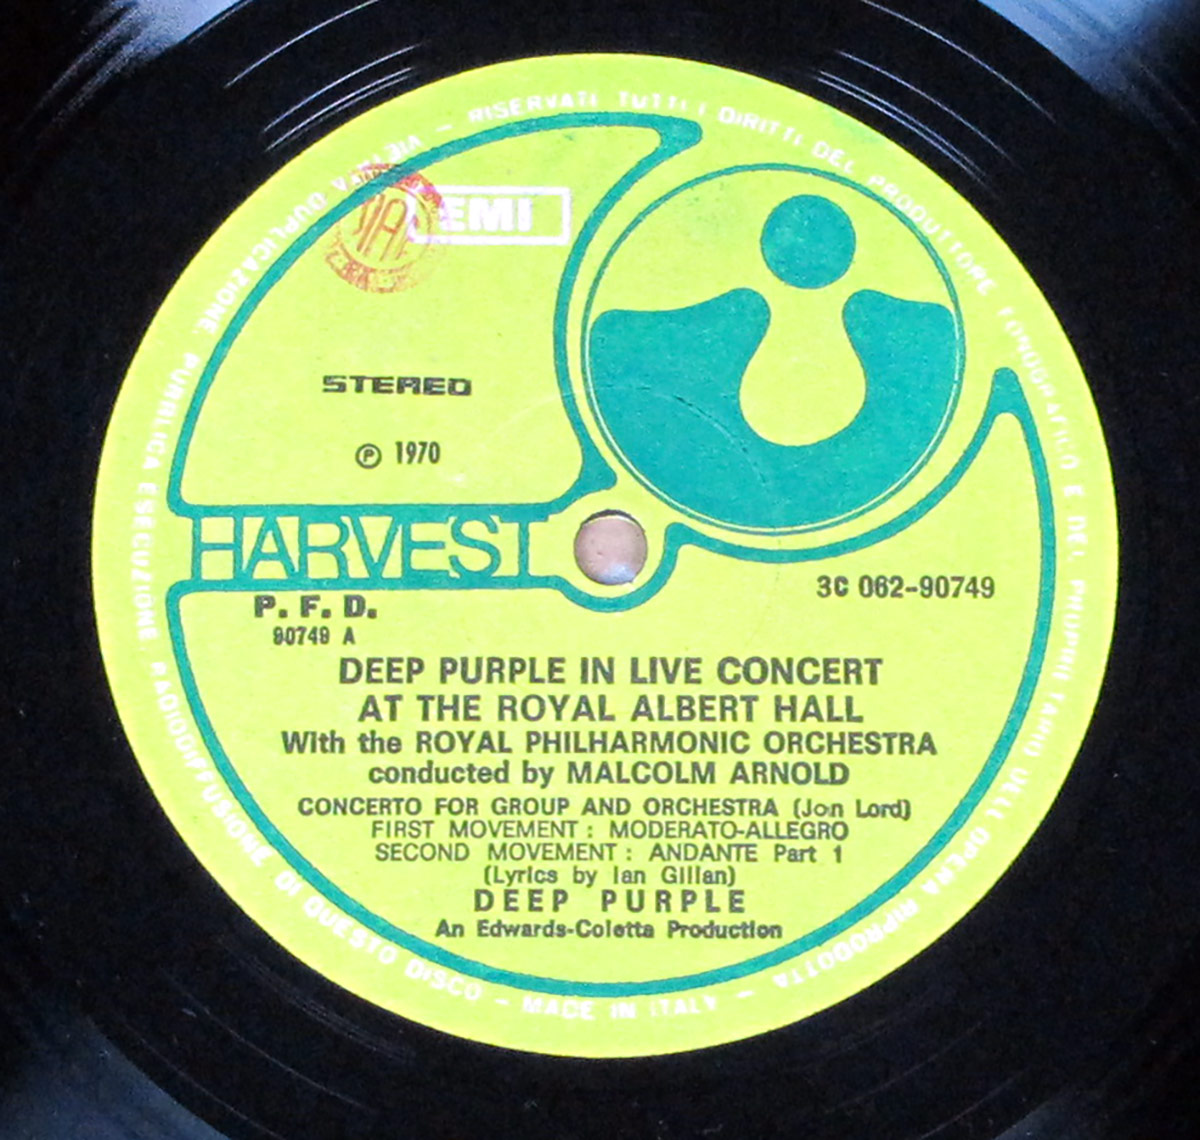 RISERVATI TUTTI I DIRITTI DEL PRODUTTORE FONOGRAFICO E DEL PROPRIETARIO DELL'OPERA RIPRODOTTA
– MADE IN ITALY –
VIETATA DUPLICAZIONE, PUBBLICA ESECUZIONE, RADIODIFFUSIONE DI QUESTO DISCO
EMI
SIAE
STEREO
℗ 1970
HARVEST
3C 062-90749
P. F. D.
90749 A
DEEP PURPLE IN LIVE CONCERT
AT THE ROYAL ALBERT HALL
With the ROYAL PHILHARMONIC ORCHESTRA
conducted by MALCOLM ARNOLD
CONCERTO FOR GROUP AND ORCHESTRA (Jon Lord)
FIRST MOVEMENT : MODERATO-ALLEGRO
SECOND MOVEMENT : ANDANTE Part 1
(Lyrics by Ian Gillan)
DEEP PURPLE
An Edwards-Coletta Production